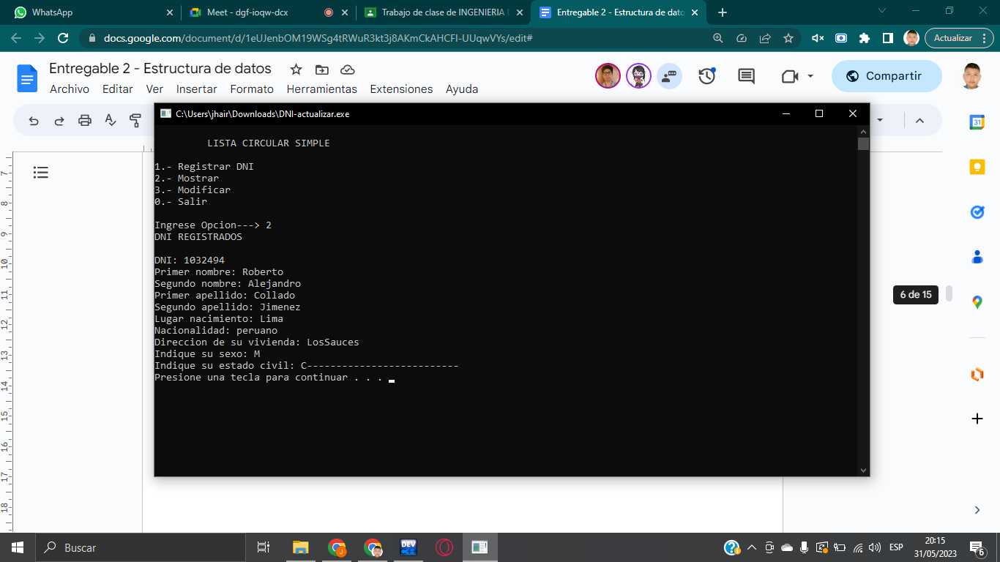 WhatsApp
Meet - dgf-ioqw-dcx
Trabajo de clase de INGENIERIA
Entregable 2 - Estructura de dato
docs.google.com/document/d/1eUJenbOM19WSg4tRWuR3kt3j8AKmCkAHCFI-UUqwVYs/edit#
Actualizar
Entregable 2 - Estructura de datos
Archivo Editar Ver Insertar Formato Herramientas Extensiones Ayuda
Compartir
C:\Users\jhair\Downloads\DNI-actualizar.exe
LISTA CIRCULAR SIMPLE
1.- Registrar DNI
2.- Mostrar
3.- Modificar
0.- Salir
Ingrese Opcion---> 2
DNI REGISTRADOS
DNI: 1032494
Primer nombre: Roberto
Segundo nombre: Alejandro
Primer apellido: Collado
Segundo apellido: Jimenez
Lugar nacimiento: Lima
Nacionalidad: peruano
Direccion de su vivienda: LosSauces
Indique su sexo: M
Indique su estado civil: C--------------------------
Presione una tecla para continuar . . .
7
8
9
10
11
12
13
14
15
16
17
18
31
6 de 15
Buscar
J
DEV
ESP
20:15
31/05/2023
6